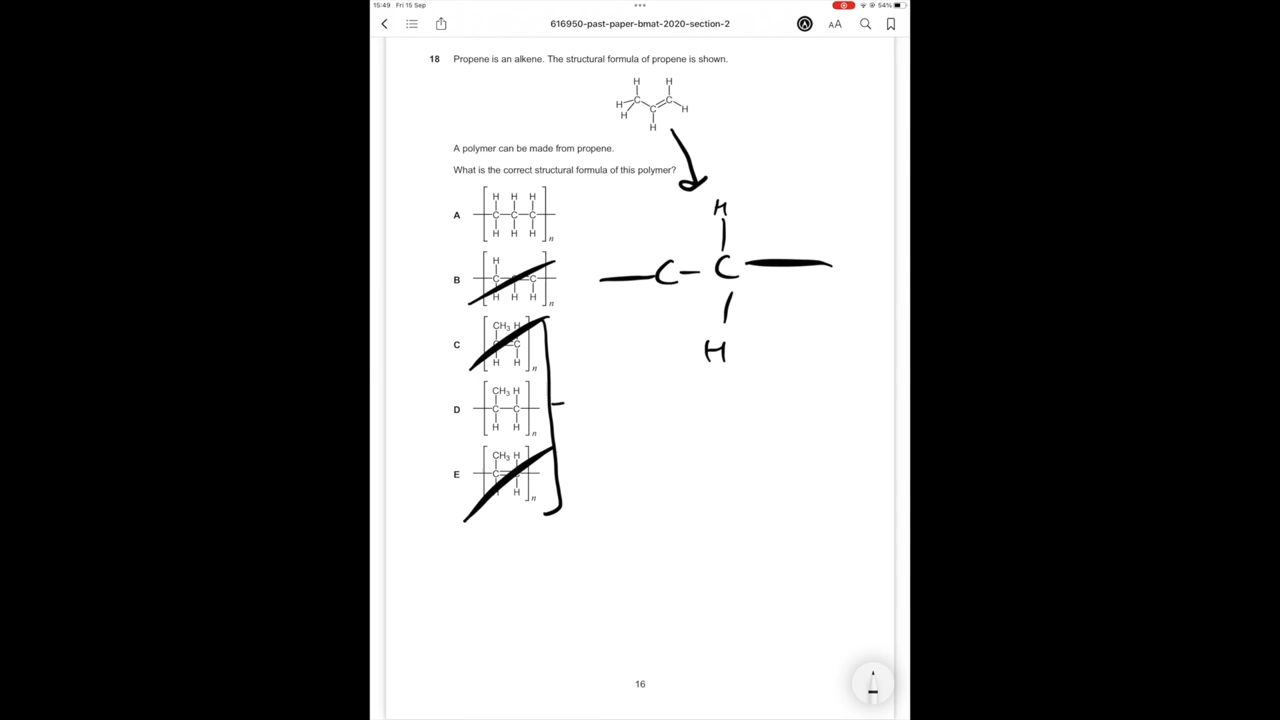 15:49 Fri 15 Sep
54%
616950-past-paper-bmat-2020-section-2
AA
18 Propene is an alkene. The structural formula of propene is shown.
H H
H C C H
H C
H
A polymer can be made from propene.
What is the correct structural formula of this polymer?
H
H H H
A C C C
H H H n
C C
H
H
B C C
H H H n
CH3 H
C C
H H n
CH3 H
D C C
H H n
CH3 H
E C
H n
16